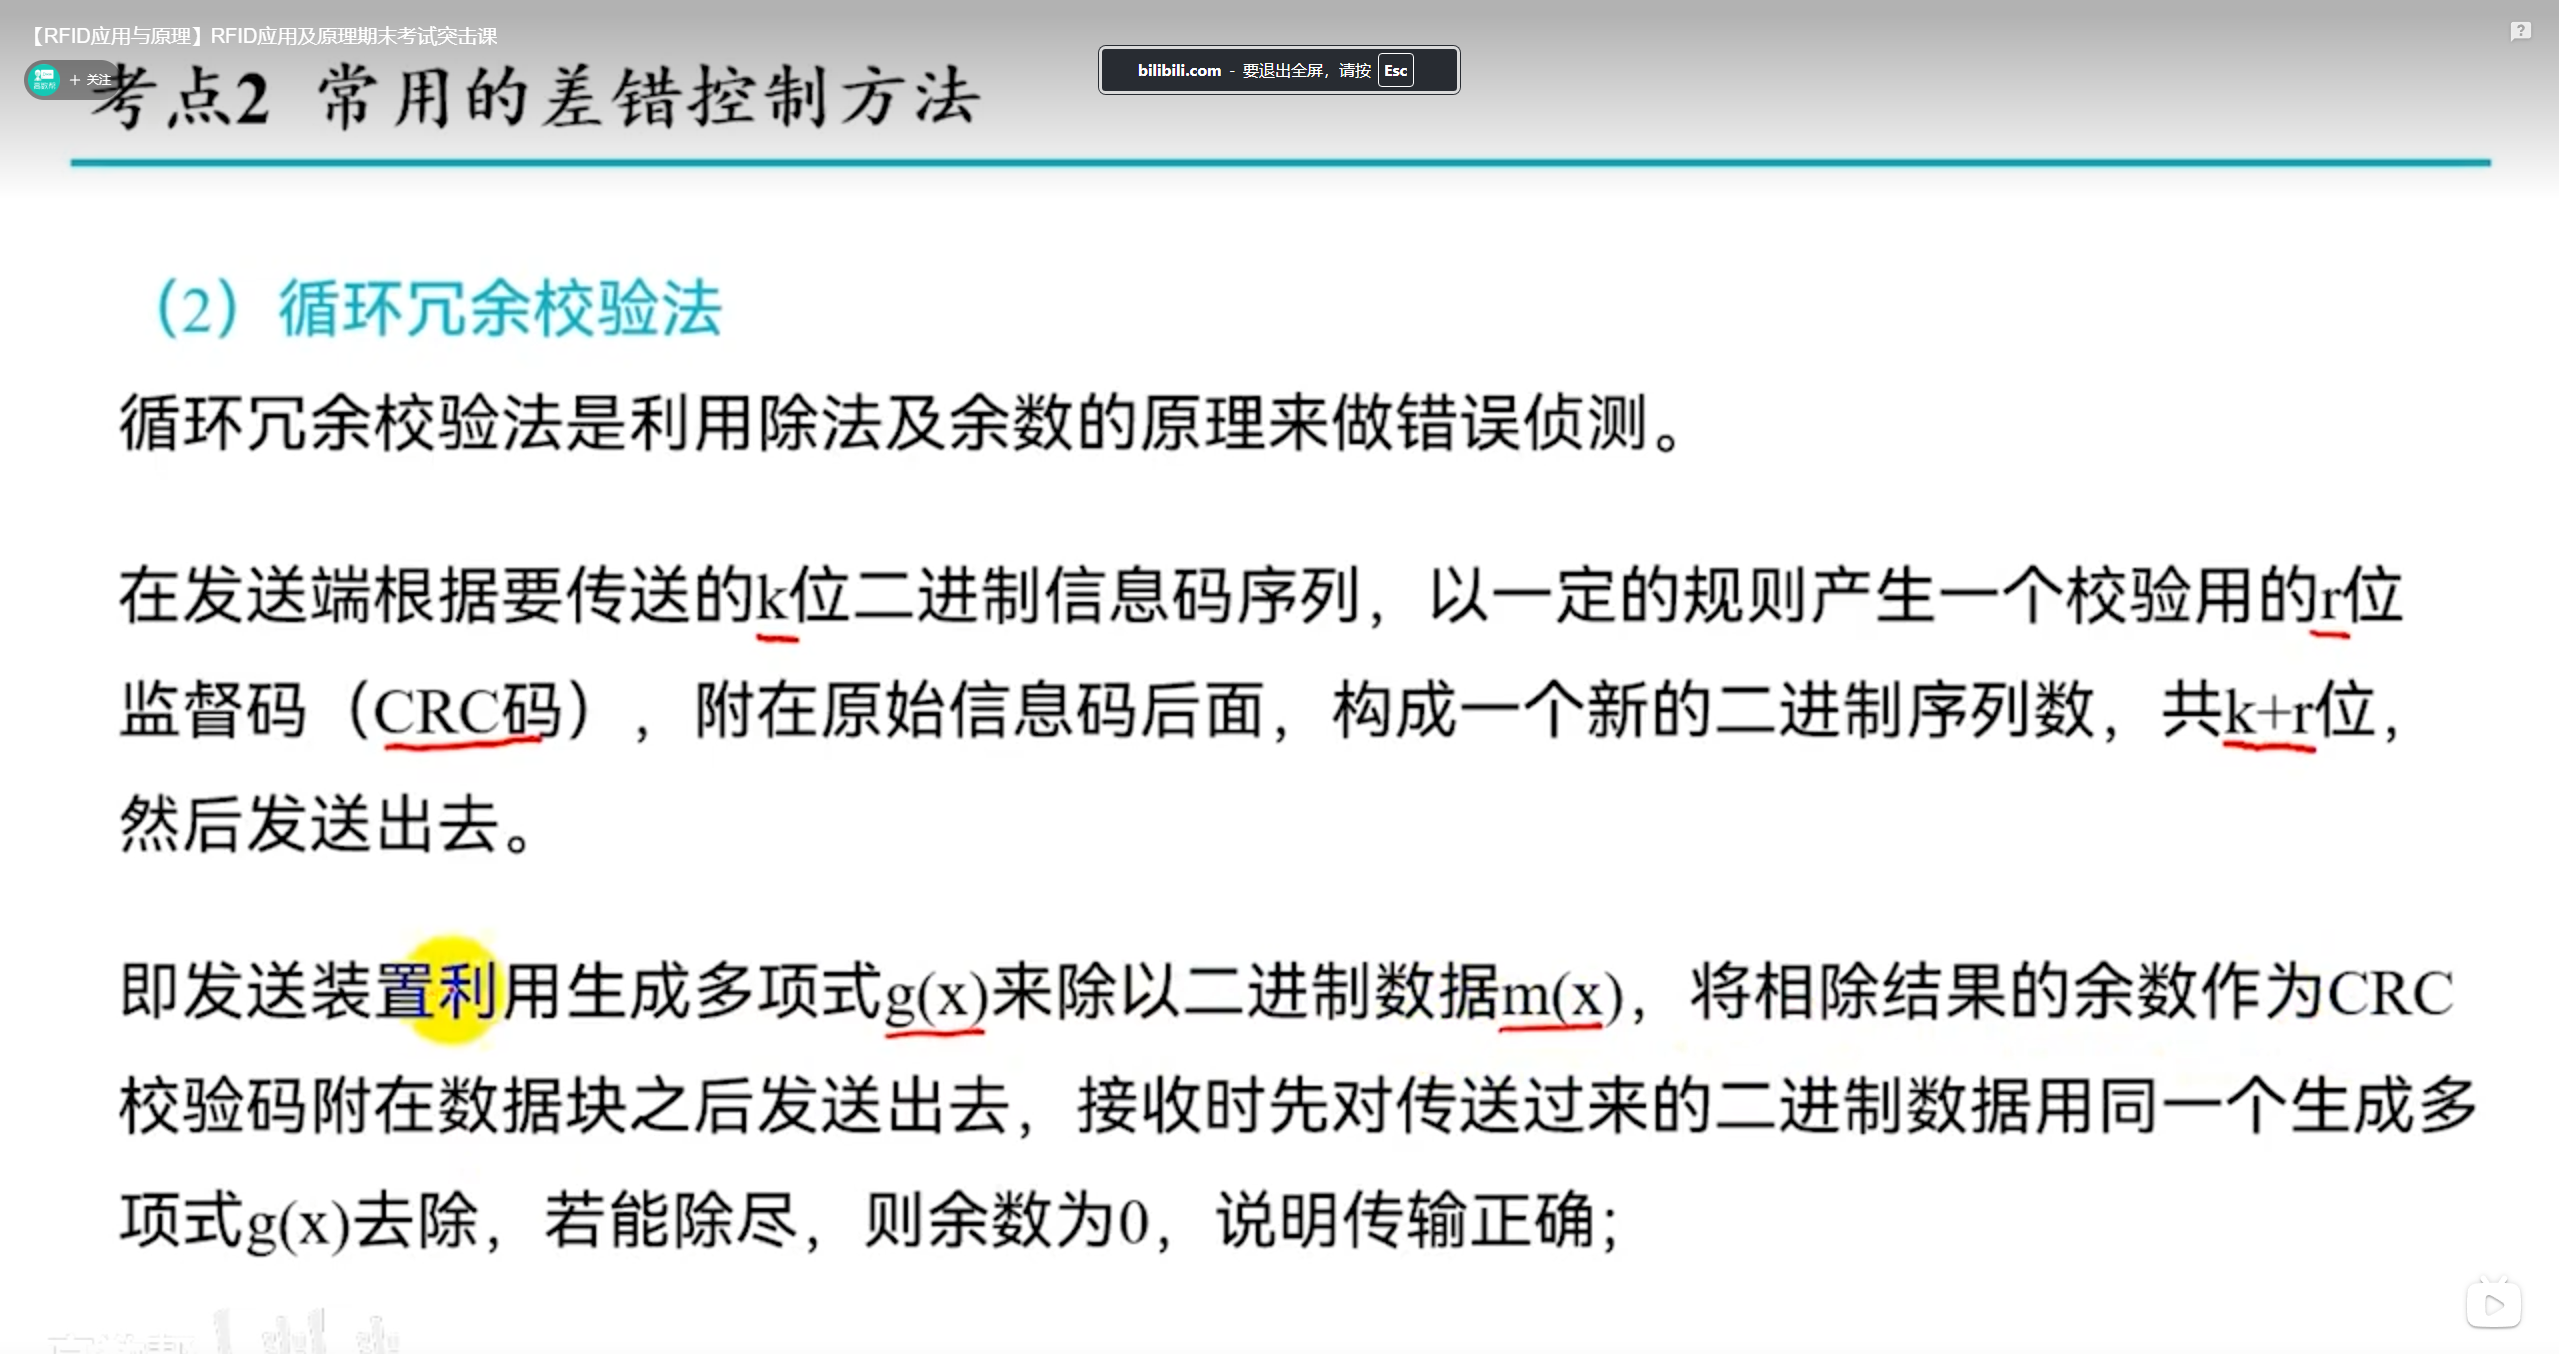 【RFID应用与原理】RFID应用及原理期末考试突击课
+ 关注
bilibili.com - 要退出全屏，请按 Esc
考点2 常用的差错控制方法
（2）循环冗余校验法
循环冗余校验法是利用除法及余数的原理来做错误侦测。
在发送端根据要传送的k位二进制信息码序列，以一定的规则产生一个校验用的r位
监督码（CRC码），附在原始信息码后面，构成一个新的二进制序列数，共k+r位，
然后发送出去。
即发送装置利用生成多项式g(x)来除以二进制数据m(x)，将相除结果的余数作为CRC
校验码附在数据块之后发送出去，接收时先对传送过来的二进制数据用同一个生成多
项式g(x)去除，若能除尽，则余数为0，说明传输正确；